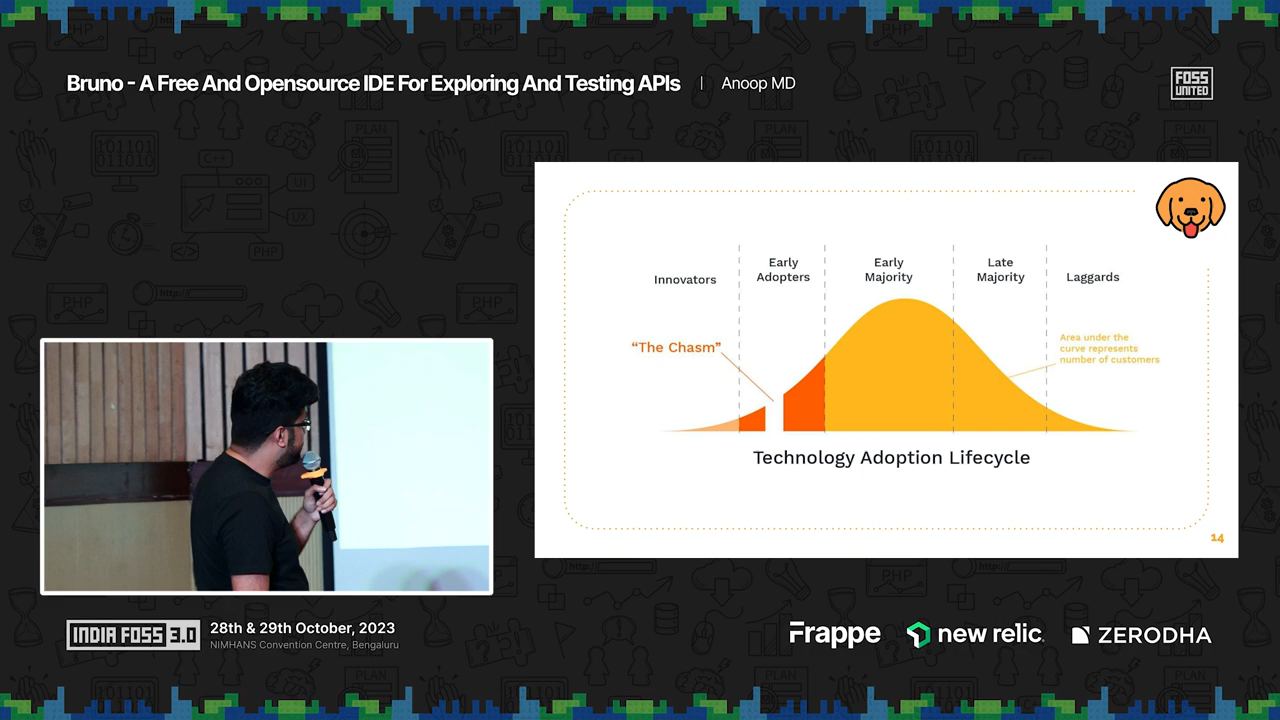 Bruno - A Free And Opensource IDE For Exploring And Testing APIs | Anoop MD
FOSS
UNITED
Innovators
Early
Adopters
Early
Majority
Late
Majority
Laggards
“The Chasm”
Area under the
curve represents
number of customers
Technology Adoption Lifecycle
14
INDIA FOSS 3.0
28th & 29th October, 2023
NIMHANS Convention Centre, Bengaluru
Frappe
new relic
ZERODHA